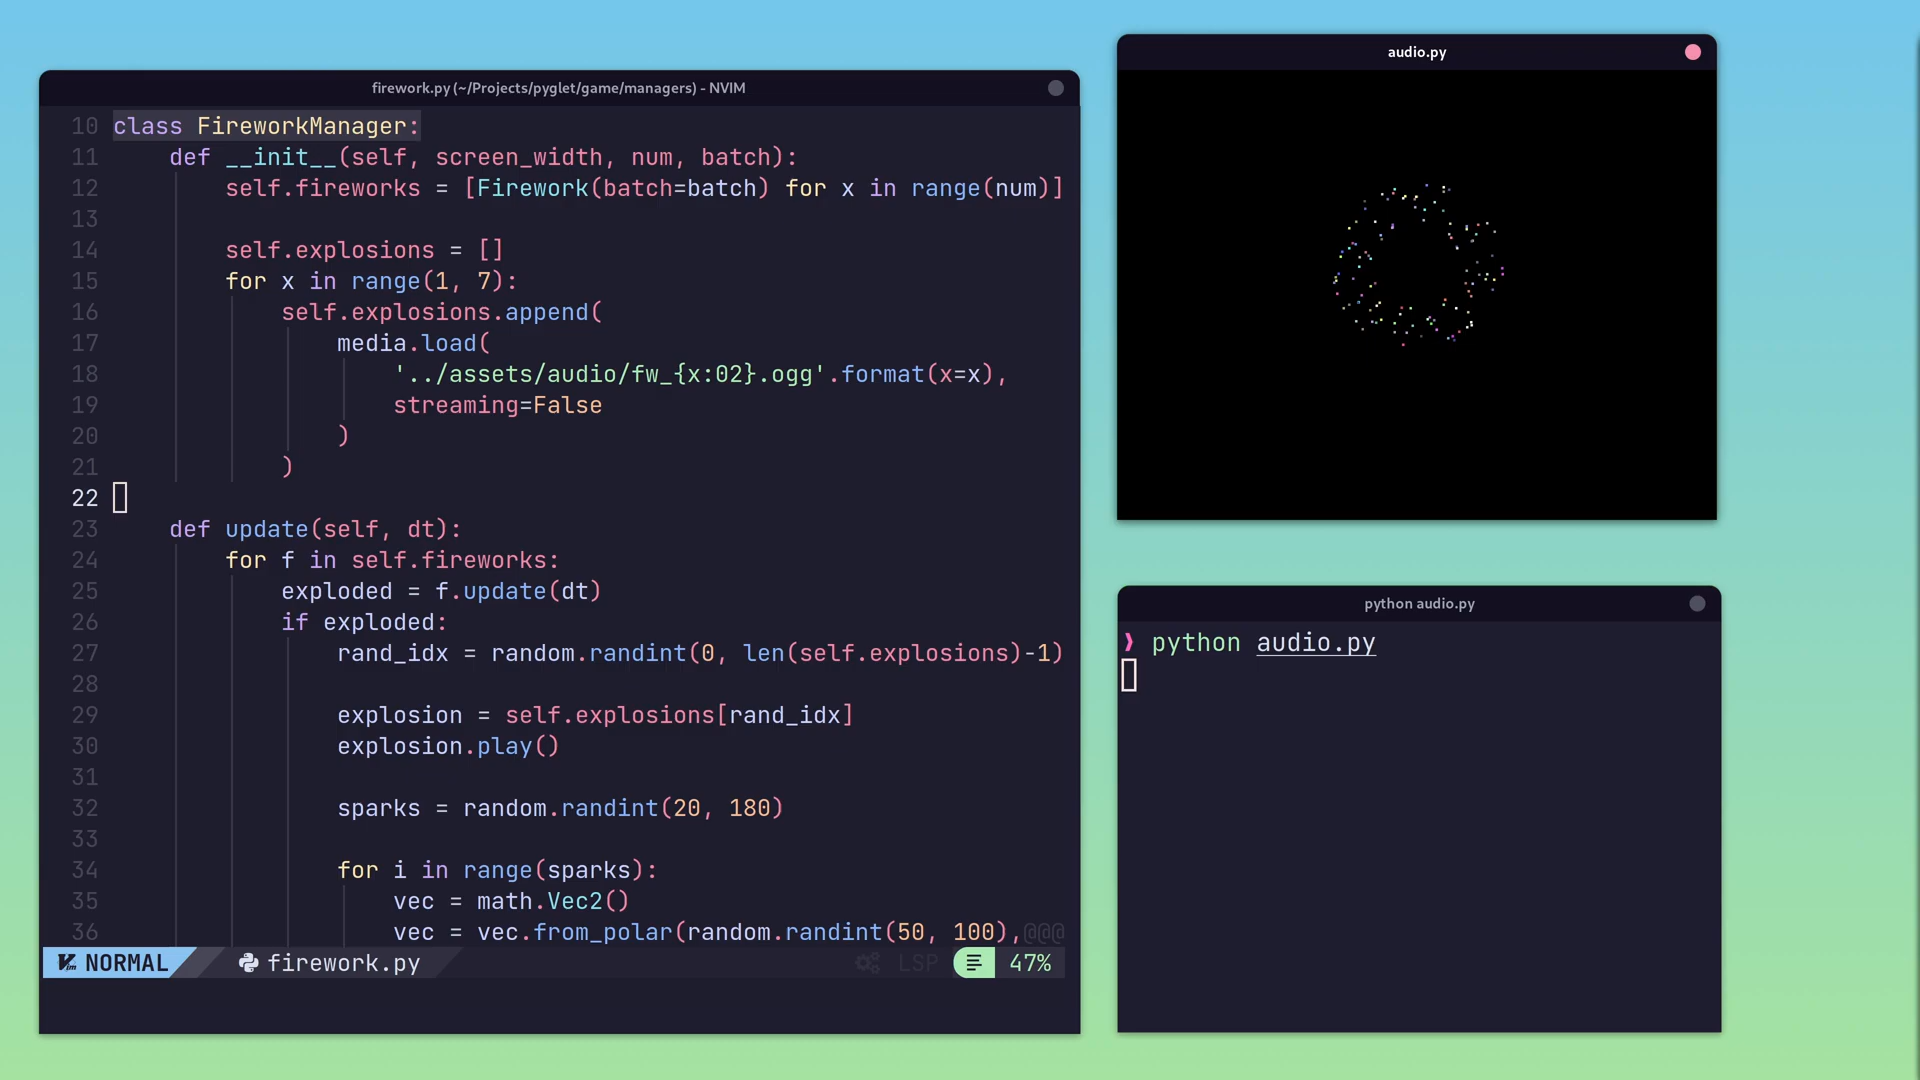 firework.py (~/Projects/pyglet/game/managers) - NVIM
10 class FireworkManager:
11     def __init__(self, screen_width, num, batch):
12         self.fireworks = [Firework(batch=batch) for x in range(num)]
13
14         self.explosions = []
15         for x in range(1, 7):
16             self.explosions.append(
17                 media.load(
18                     '../assets/audio/fw_{x:02}.ogg'.format(x=x),
19                     streaming=False
20                 )
21             )
22
23     def update(self, dt):
24         for f in self.fireworks:
25             exploded = f.update(dt)
26             if exploded:
27                 rand_idx = random.randint(0, len(self.explosions)-1)
28
29                 explosion = self.explosions[rand_idx]
30                 explosion.play()
31
32                 sparks = random.randint(20, 180)
33
34                 for i in range(sparks):
35                     vec = math.Vec2()
36                     vec = vec.from_polar(random.randint(50, 100),@@@
NORMAL firework.py LSP 47%
audio.py
python audio.py
❯ python audio.py